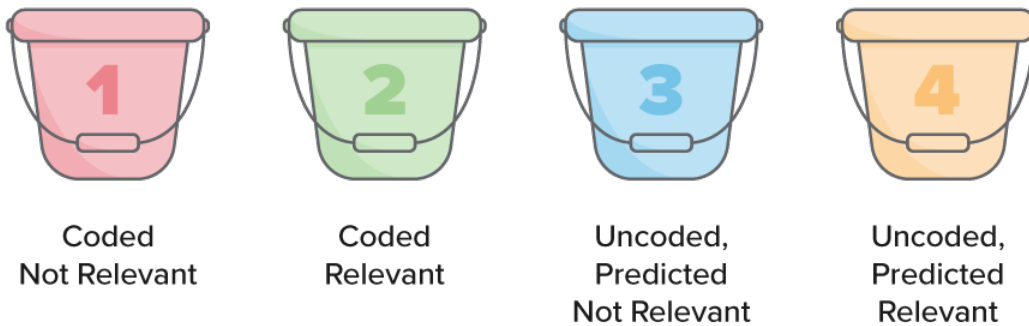 1
2
3
4
Coded
Not Relevant
Coded
Relevant
Uncoded,
Predicted
Not Relevant
Uncoded,
Predicted
Relevant